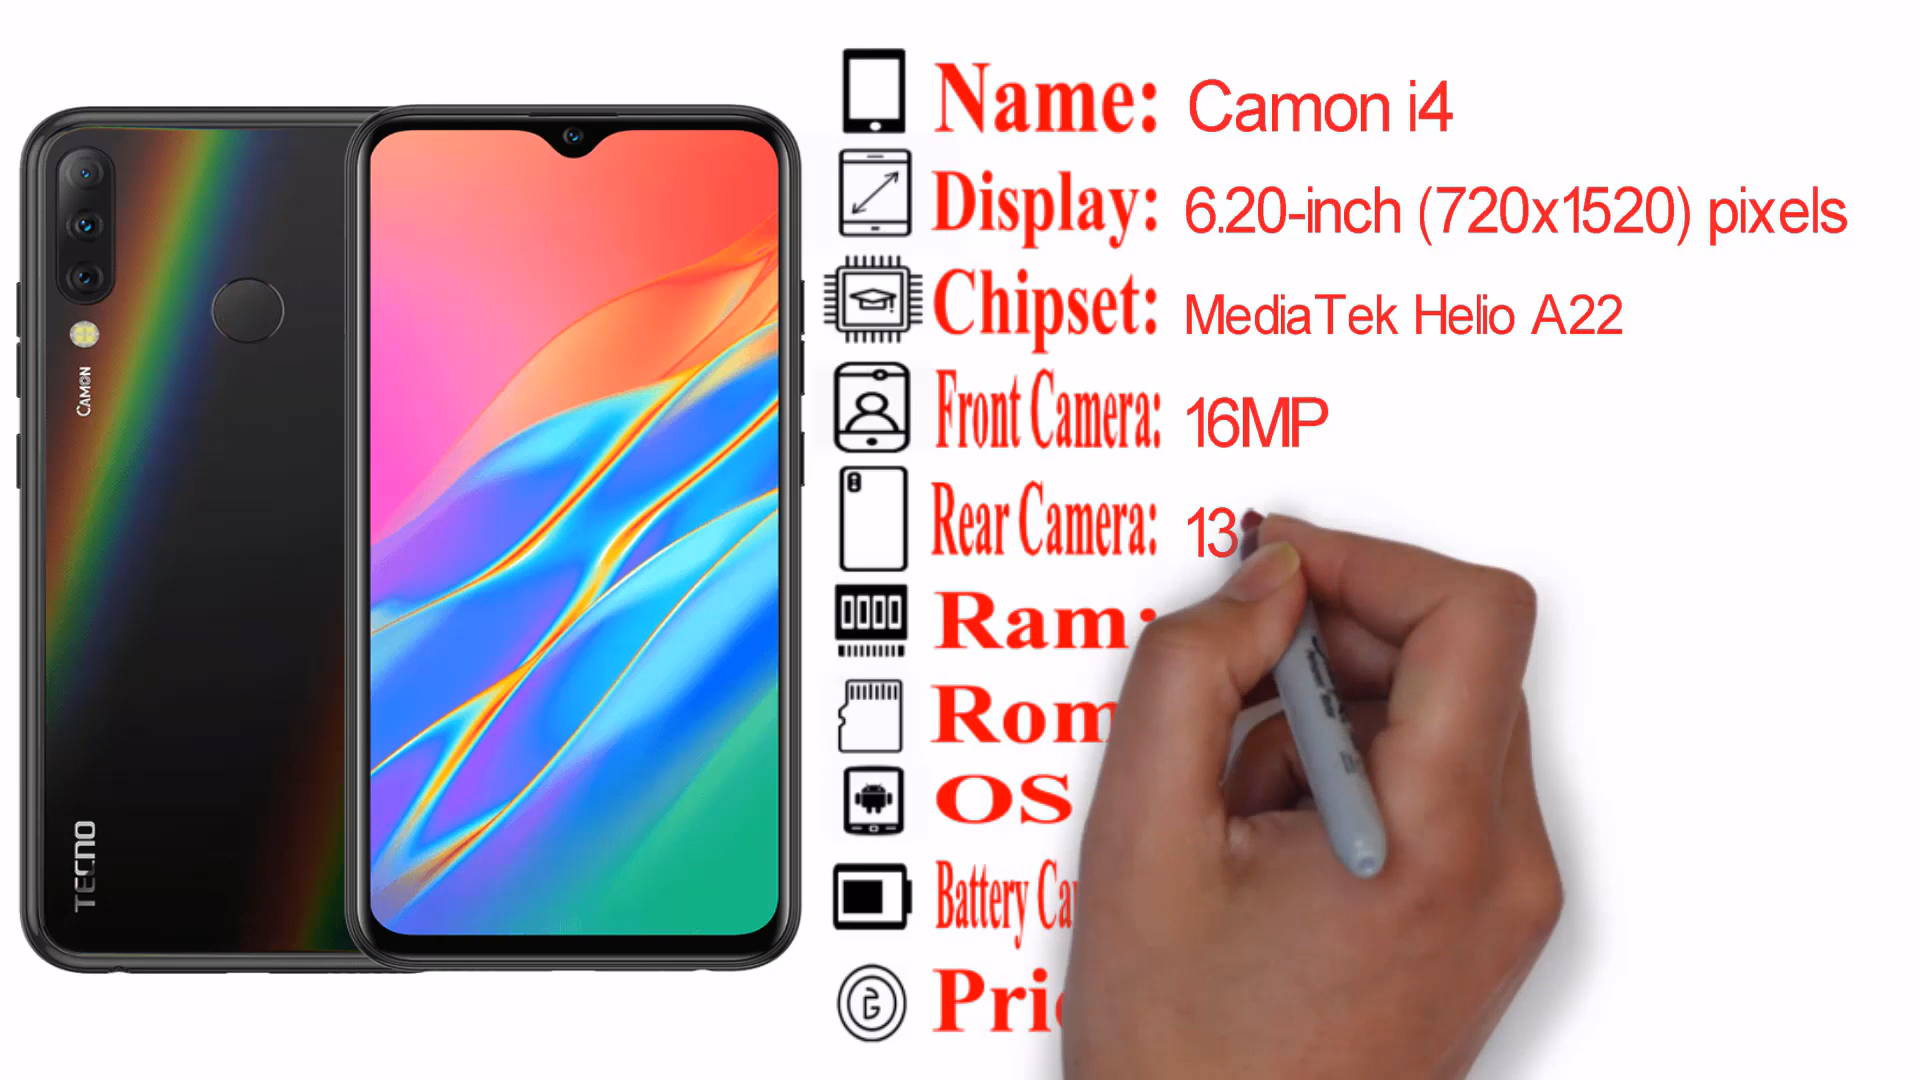 Name: Camon i4
Display: 6.20-inch (720x1520) pixels
Chipset: MediaTek Helio A22
Front Camera: 16MP
Rear Camera: 13
Ram:
Rom
OS
Battery
CAMON
TECNO